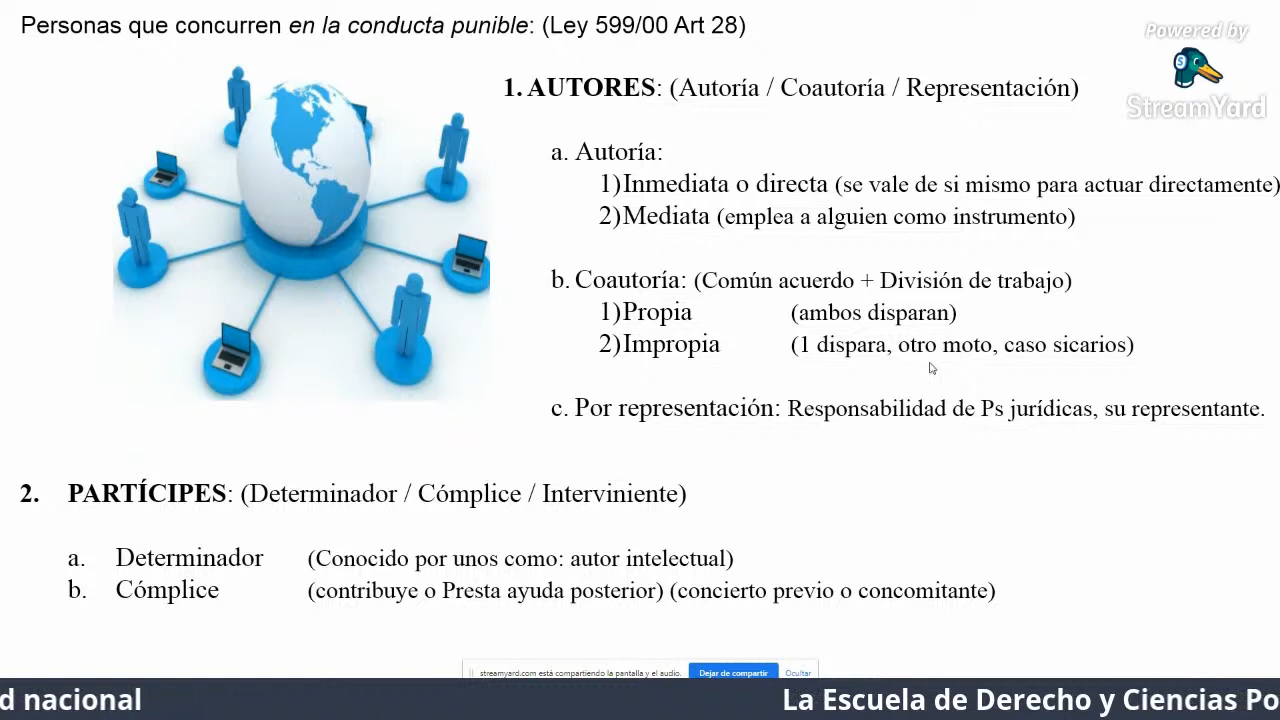 Personas que concurren en la conducta punible: (Ley 599/00 Art 28)
Powered by
StreamYard
1. AUTORES: (Autoría / Coautoría / Representación)
a. Autoría:
1)Inmediata o directa (se vale de si mismo para actuar directamente)
2)Mediata (emplea a alguien como instrumento)
b. Coautoría: (Común acuerdo + División de trabajo)
1)Propia (ambos disparan)
2)Impropia (1 dispara, otro moto, caso sicarios)
c. Por representación: Responsabilidad de Ps jurídicas, su representante.
2. PARTÍCIPES: (Determinador / Cómplice / Interviniente)
a. Determinador (Conocido por unos como: autor intelectual)
b. Cómplice (contribuye o Presta ayuda posterior) (concierto previo o concomitante)
streamyard.com está compartiendo la pantalla y el audio. Dejar de compartir Ocultar
d nacional La Escuela de Derecho y Ciencias Po